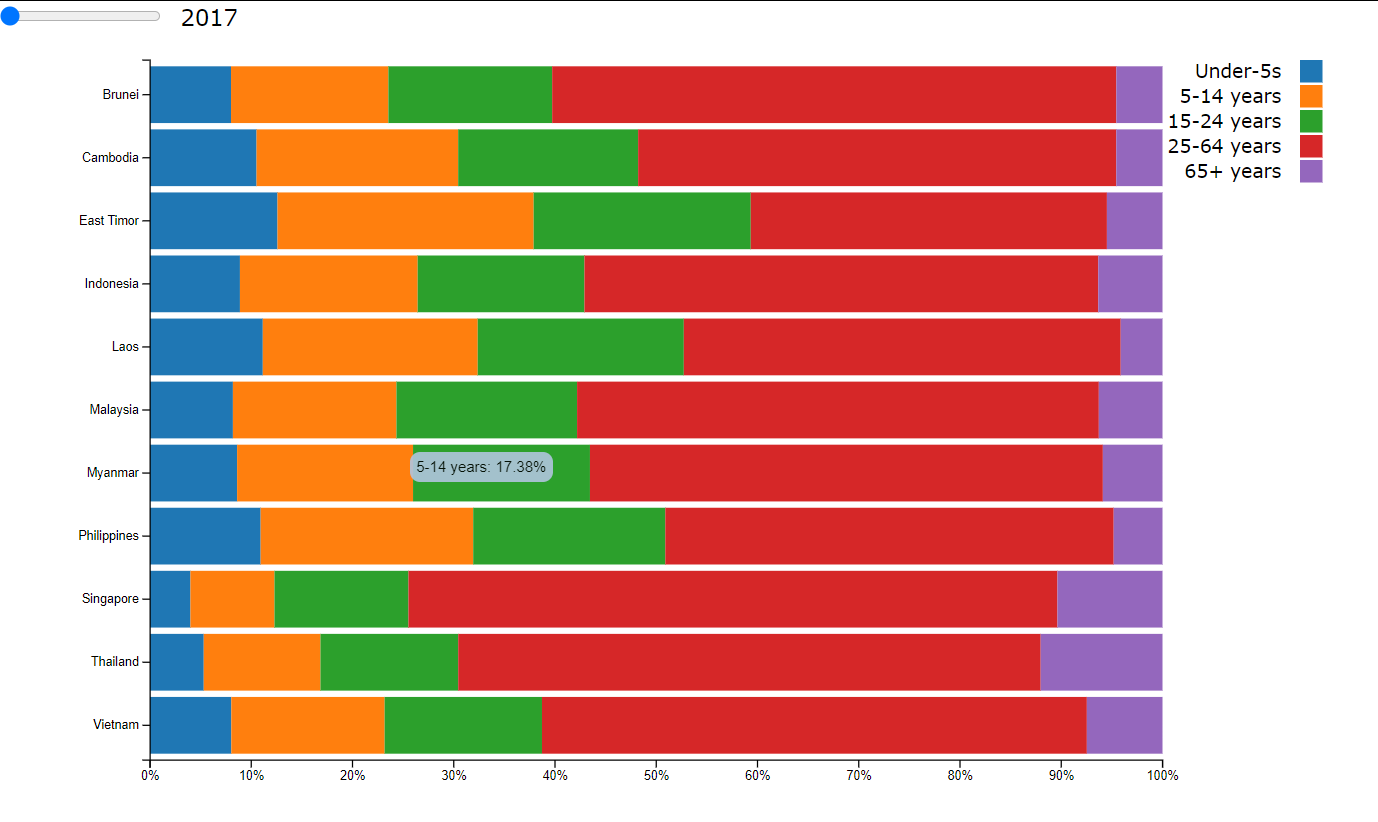 2017
Under-5s
5-14 years
15-24 years
25-64 years
65+ years
Brunei
Cambodia
East Timor
Indonesia
Laos
Malaysia
Myanmar
5-14 years: 17.38%
Philippines
Singapore
Thailand
Vietnam
0% 10% 20% 30% 40% 50% 60% 70% 80% 90% 100%